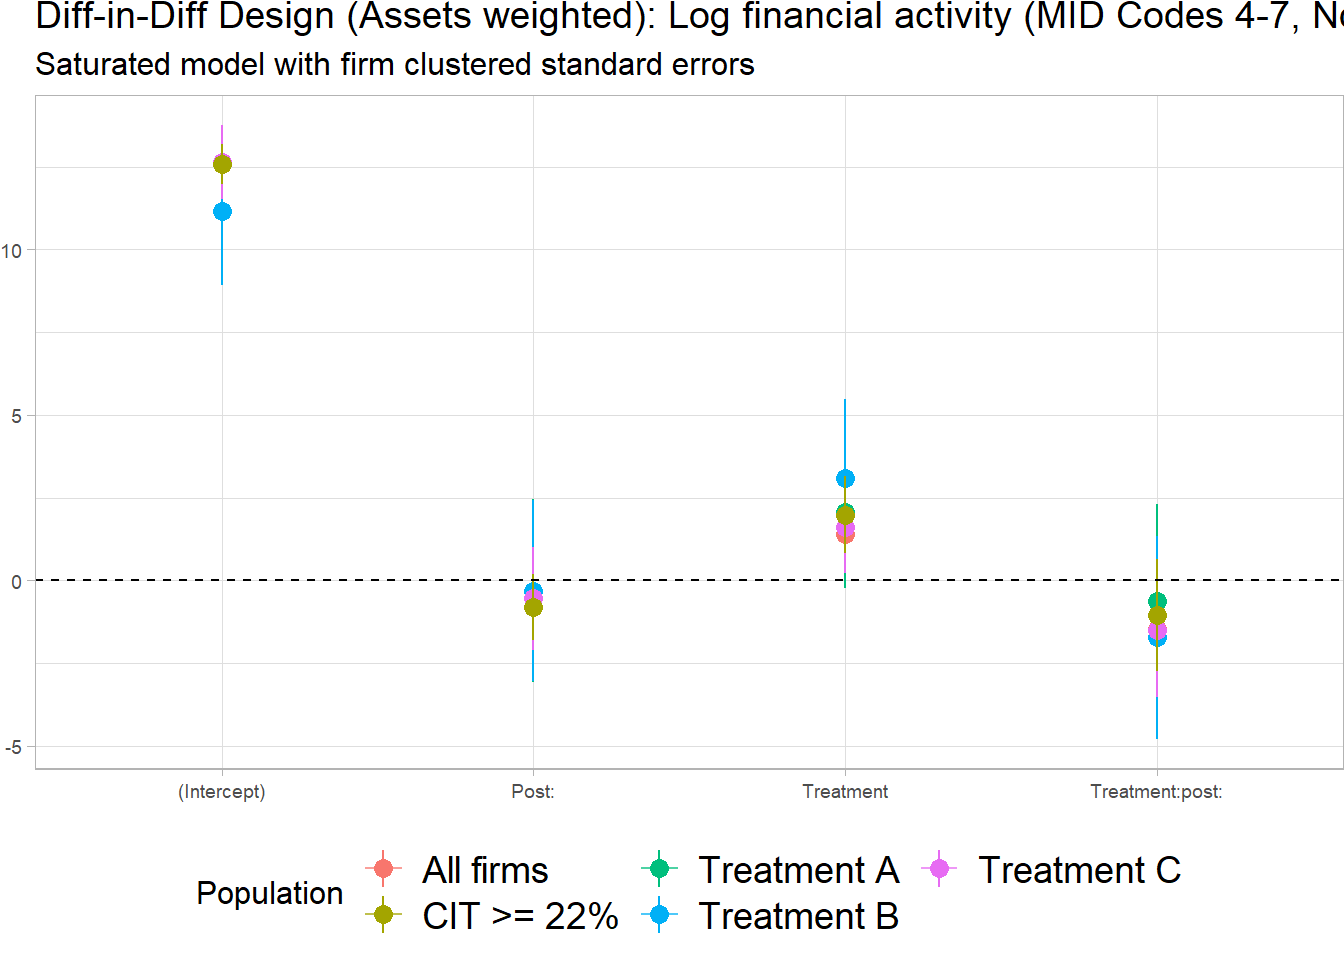 Diff-in-Diff Design (Assets weighted): Log financial activity (MID Codes 4-7, N
Saturated model with firm clustered standard errors
10
5
0
-5
(Intercept) Post: Treatment Treatment:post:
Population
All firms Treatment A Treatment C
CIT >= 22% Treatment B